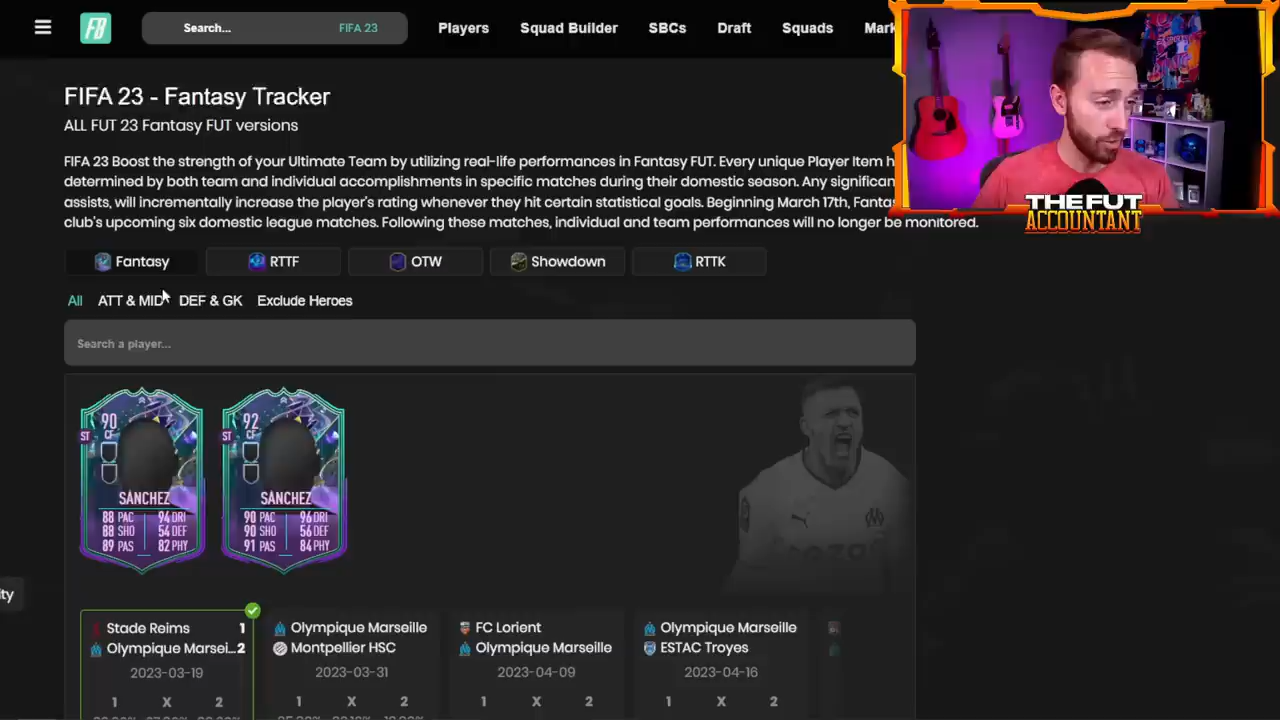 FB Search... FIFA 23 Players Squad Builder SBCs Draft Squads Mark
FIFA 23 - Fantasy Tracker
ALL FUT 23 Fantasy FUT versions
FIFA 23 Boost the strength of your Ultimate Team by utilizing real-life performances in Fantasy FUT. Every unique Player Item h
determined by both team and individual accomplishments in specific matches during their domestic season. Any significan
assists, will incrementally increase the player's rating whenever they hit certain statistical goals. Beginning March 17th, Fantas
club's upcoming six domestic league matches. Following these matches, individual and team performances will no longer be monitored.
THE FUT
ACCOUNTANT
Fantasy RTTF OTW Showdown RTTK
All ATT & MID DEF & GK Exclude Heroes
Search a player...
90
CF
ST
SÁNCHEZ
88 PAC 94 DRI
88 SHO 54 DEF
89 PAS 82 PHY
92
CF
ST
SÁNCHEZ
90 PAC 96 DRI
90 SHO 56 DEF
91 PAS 84 PHY
ity
Stade Reims 1
Olympique Marsei... 2
2023-03-19
1 X 2
Olympique Marseille
Montpellier HSC
2023-03-31
1 X 2
FC Lorient
Olympique Marseille
2023-04-09
1 X 2
Olympique Marseille
ESTAC Troyes
2023-04-16
1 X 2